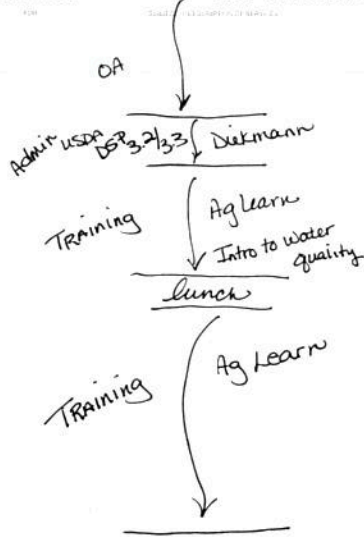 OA
Admin USDA DSP 3.2/3.3 Diekmann
TRAINING Ag Learn
Intro to Water
quality
lunch
TRAINING Ag Learn